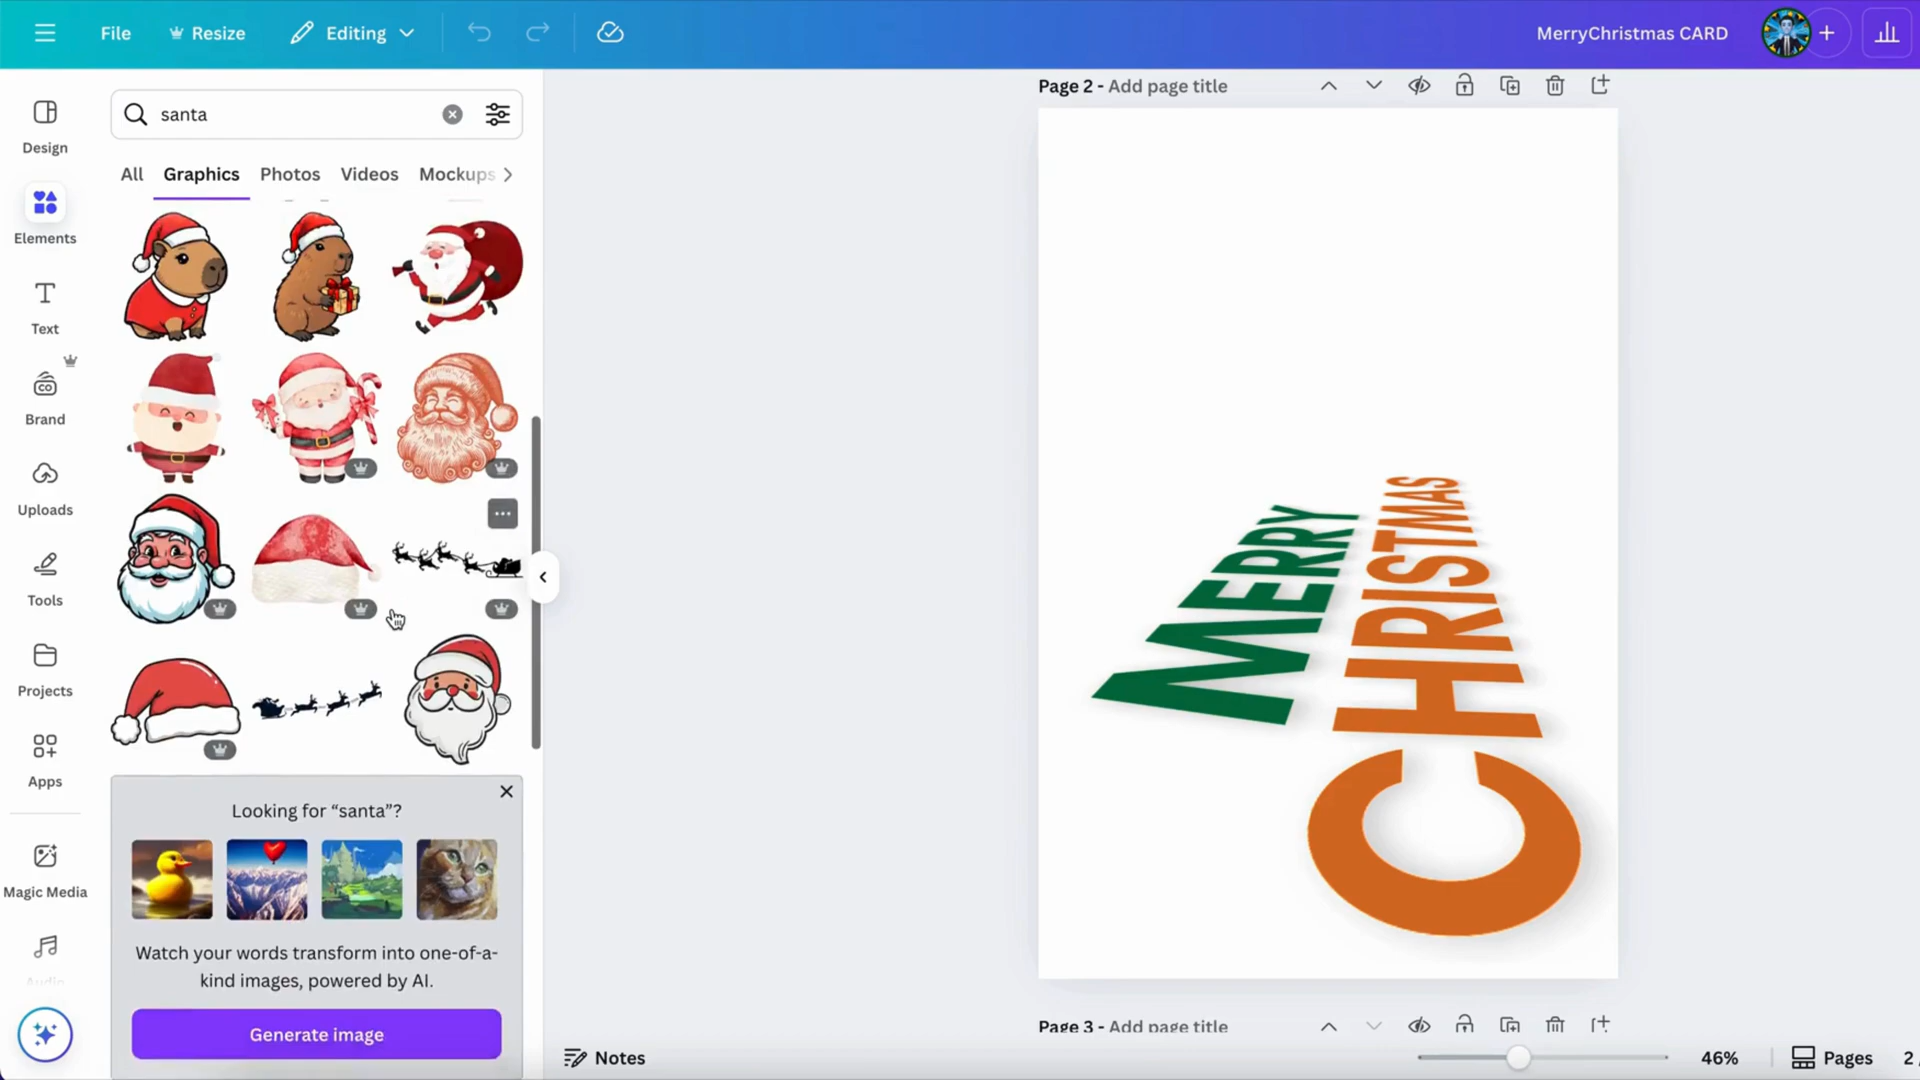 File
Resize
Editing
MerryChristmas CARD
Design
Elements
Text
Brand
Uploads
Tools
Projects
Apps
Magic Media
Audio
santa
All
Graphics
Photos
Videos
Mockups
Looking for “santa”?
Watch your words transform into one-of-a-
kind images, powered by AI.
Generate image
Page 2 - Add page title
MERRY
CHRISTMAS
Page 3 - Add page title
Notes
46%
Pages
2